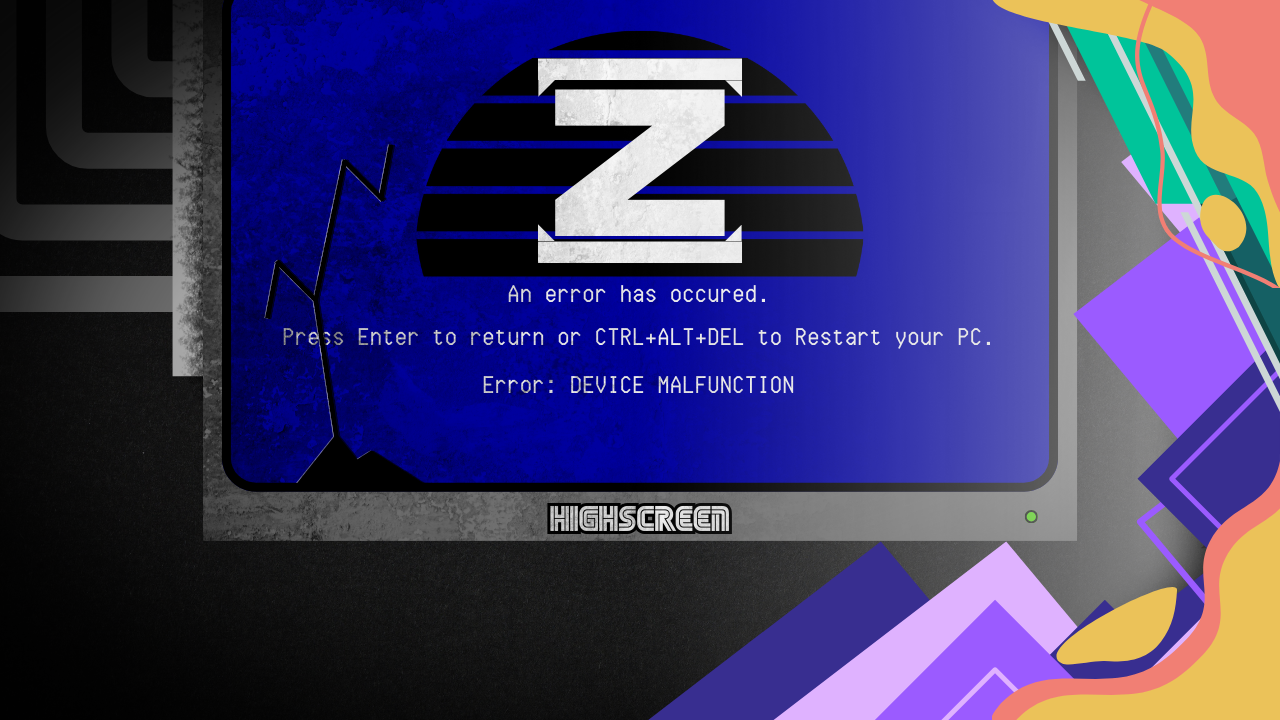 Z
An error has occured.
Press Enter to return or CTRL+ALT+DEL to Restart your PC.
Error: DEVICE MALFUNCTION
HIGHSCREEN